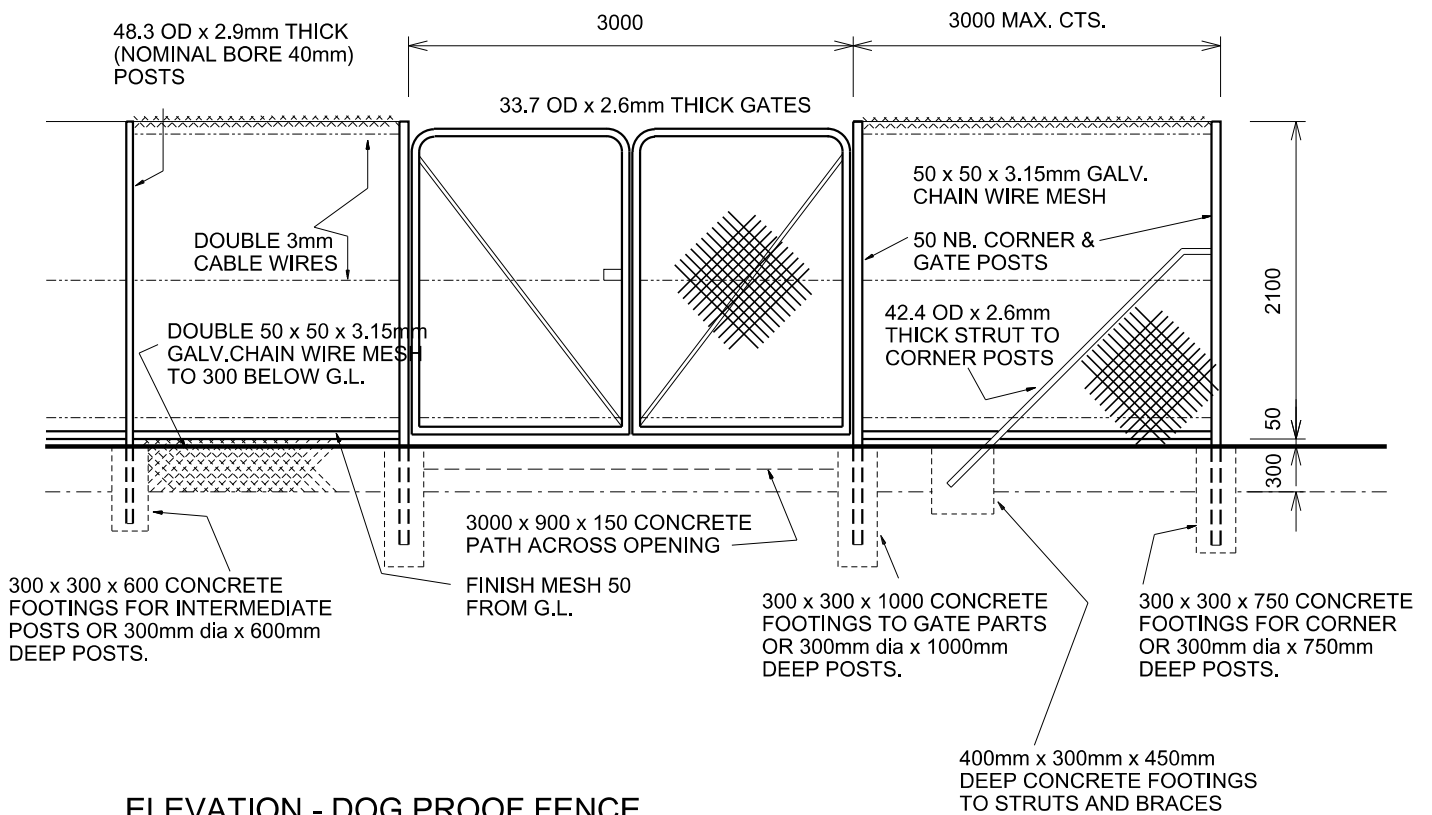 48.3 OD x 2.9mm THICK
(NOMINAL BORE 40mm)
POSTS
3000
3000 MAX. CTS.
33.7 OD x 2.6mm THICK GATES
50 x 50 x 3.15mm GALV.
CHAIN WIRE MESH
DOUBLE 3mm
CABLE WIRES
50 NB. CORNER &
GATE POSTS
2100
42.4 OD x 2.6mm
THICK STRUT TO
CORNER POSTS
DOUBLE 50 x 50 x 3.15mm
GALV.CHAIN WIRE MESH
TO 300 BELOW G.L.
50
300
3000 x 900 x 150 CONCRETE
PATH ACROSS OPENING
FINISH MESH 50
FROM G.L.
300 x 300 x 600 CONCRETE
FOOTINGS FOR INTERMEDIATE
POSTS OR 300mm dia x 600mm
DEEP POSTS.
300 x 300 x 1000 CONCRETE
FOOTINGS TO GATE PARTS
OR 300mm dia x 1000mm
DEEP POSTS.
300 x 300 x 750 CONCRETE
FOOTINGS FOR CORNER
OR 300mm dia x 750mm
DEEP POSTS.
400mm x 300mm x 450mm
DEEP CONCRETE FOOTINGS
TO STRUTS AND BRACES
ELEVATION - DOG PROOF FENCE